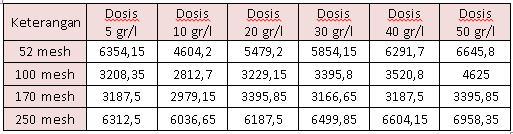 Keterangan Dosis 5 gr/l Dosis 10 gr/l Dosis 20 gr/l Dosis 30 gr/l Dosis 40 gr/l Dosis 50 gr/l
52 mesh 6354,15 4604,2 5479,2 5854,15 6291,7 6645,8
100 mesh 3208,35 2812,7 3229,15 3395,8 3520,8 4625
170 mesh 3187,5 2979,15 3395,85 3166,65 3187,5 3395,85
250 mesh 6312,5 6036,65 6187,5 6499,85 6604,15 6958,35